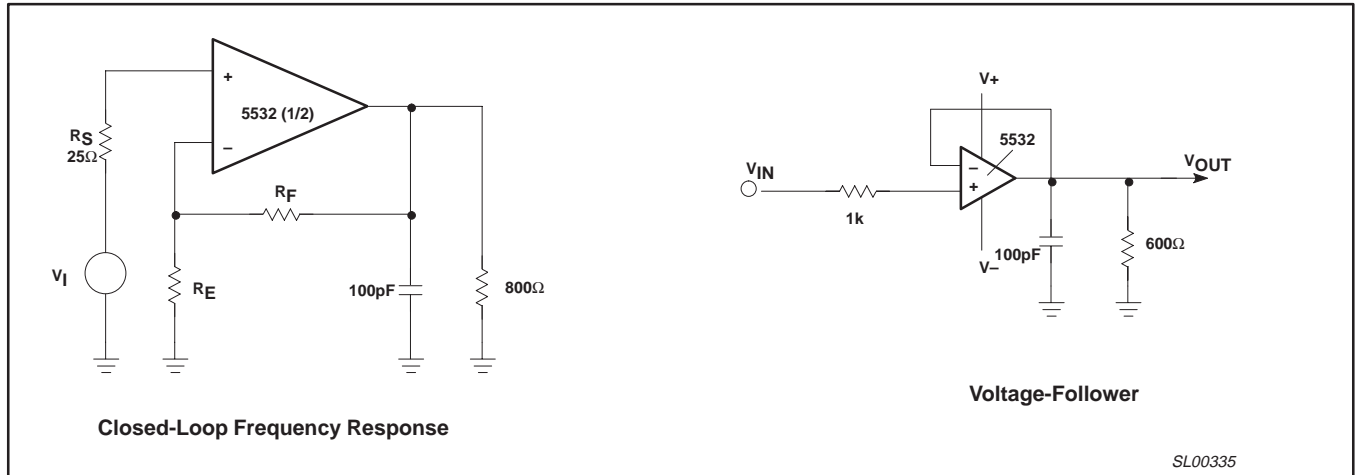 +
5532 (1/2)
–
RS
25Ω
RF
VI
RE
100pF
800Ω
Closed-Loop Frequency Response
V+
5532
VIN
–
+
VOUT
1k
V–
100pF
600Ω
Voltage-Follower
SL00335